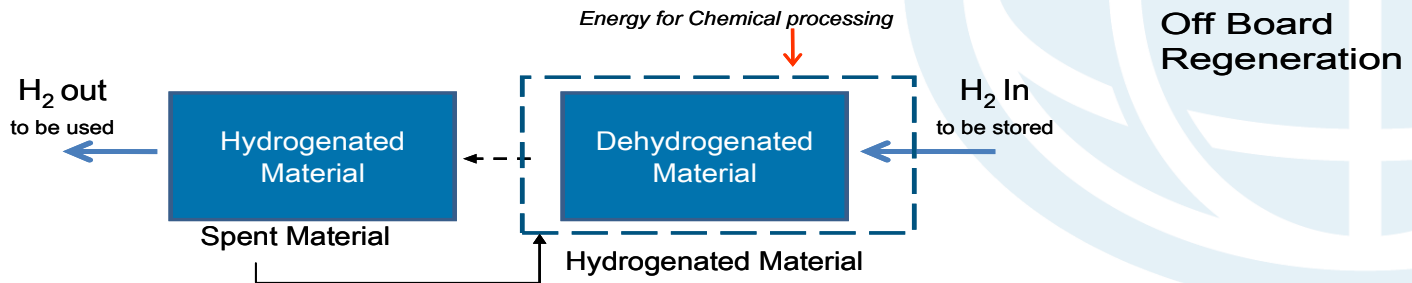 Energy for Chemical processing
Off Board
Regeneration
H₂ out
to be used
Hydrogenated
Material
Dehydrogenated
Material
H₂ In
to be stored
Spent Material
Hydrogenated Material